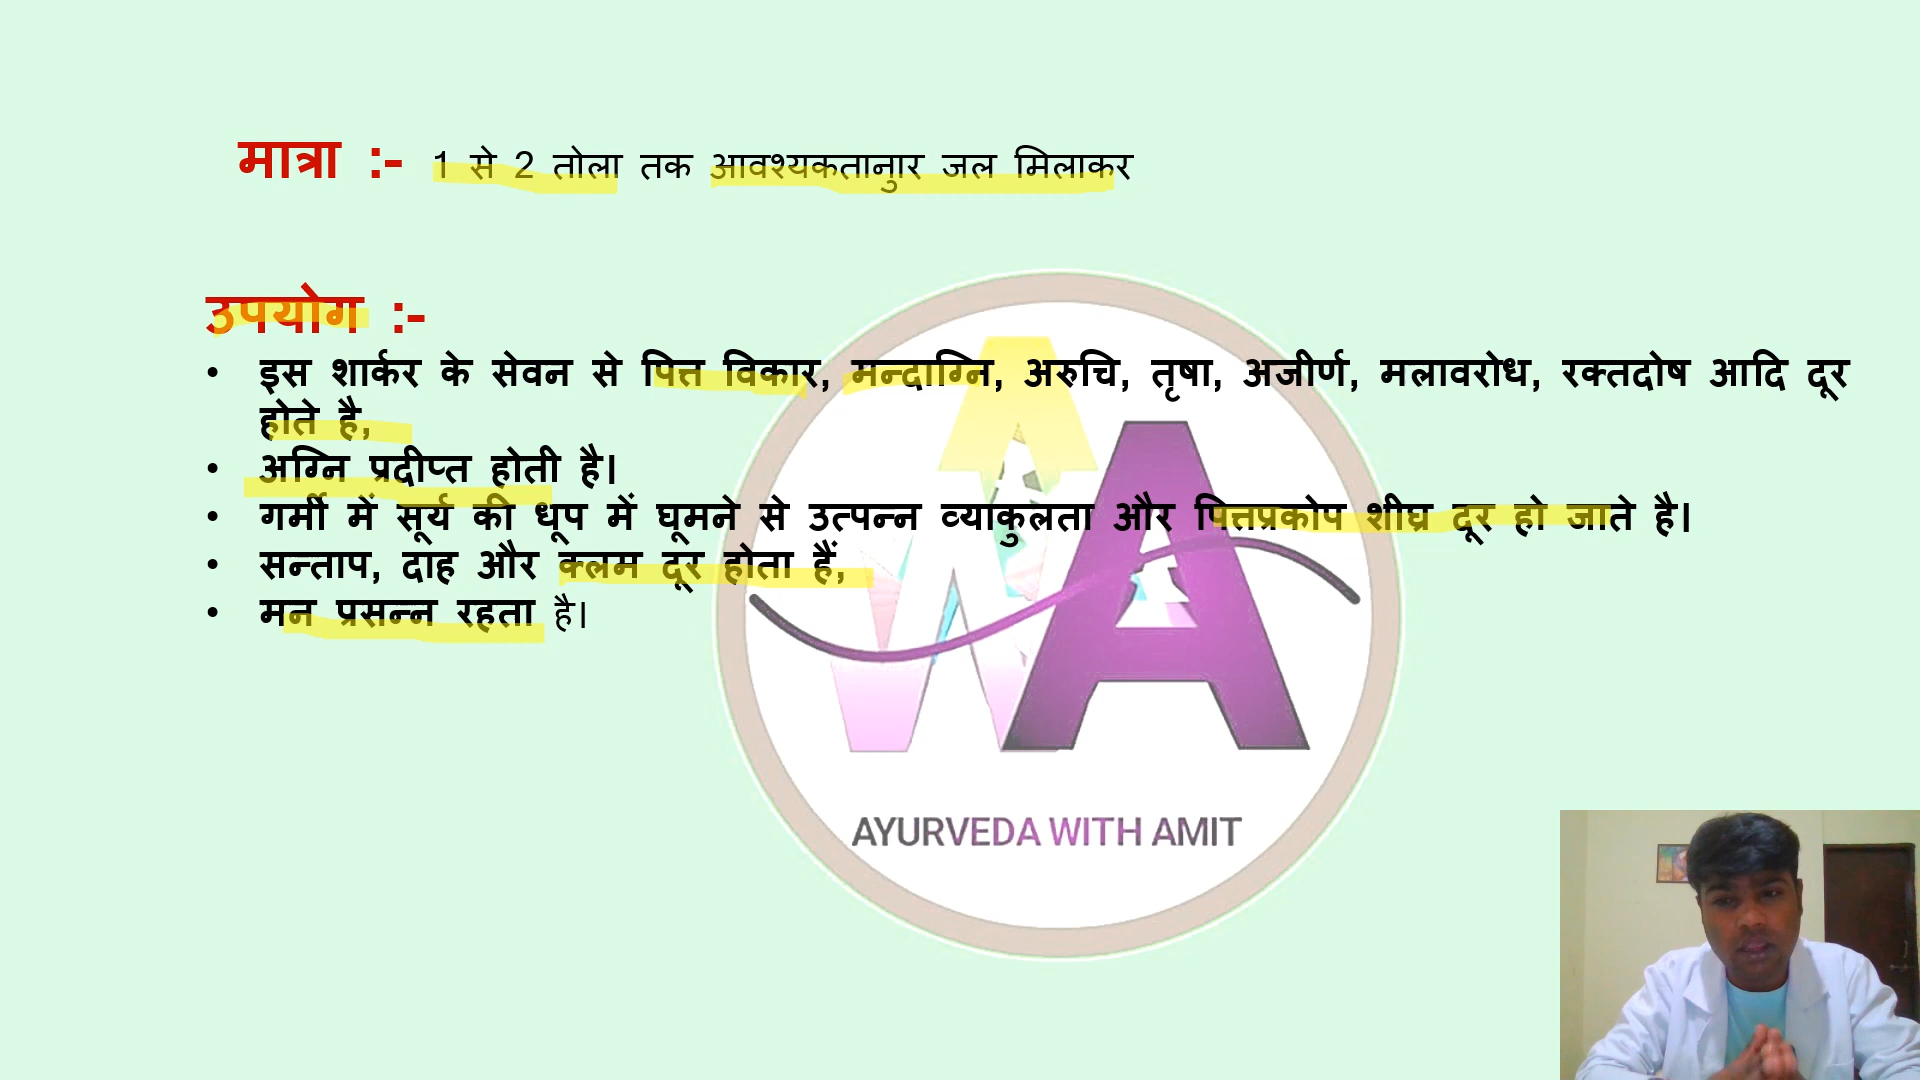 मात्रा :- 1 से 2 तोला तक आवश्यकतानुार जल मिलाकर
उपयोग :-
• इस शार्कर के सेवन से पित्त विकार, मन्दाग्नि, अरुचि, तृषा, अजीर्ण, मलावरोध, रक्तदोष आदि दूर
होते है,
• अग्नि प्रदीप्त होती है।
• गर्मी में सूर्य की धूप में घूमने से उत्पन्न व्याकुलता और पित्तप्रकोप शीघ्र दूर हो जाते है।
• सन्ताप, दाह और क्लम दूर होता हैं,
• मन प्रसन्न रहता है।
AYURVEDA WITH AMIT